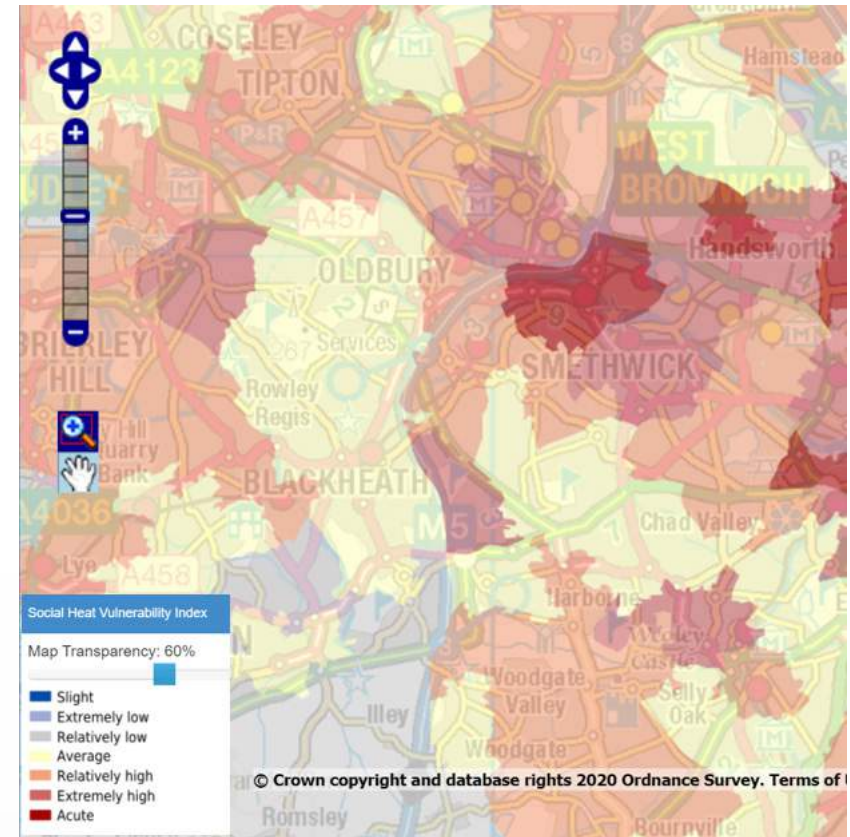 A463
COSELEY
A4123
TIPTON
Hamstead
P&R
WEST
BROMWICH
A457
Handsworth
OLDBURY
Services
BRIERLEY
HILL
SMETHWICK
Rowley
Regis
Quarry
Bank
BLACKHEATH
A4036
M5
Chad Valley
Lye
A458
Harborne
Weoley
Castle
Woodgate
Valley
Selly
Oak
Illey
Woodgate
Romsley
Bournville
Social Heat Vulnerability Index
Map Transparency: 60%
Slight
Extremely low
Relatively low
Average
Relatively high
Extremely high
Acute
© Crown copyright and database rights 2020 Ordnance Survey. Terms of